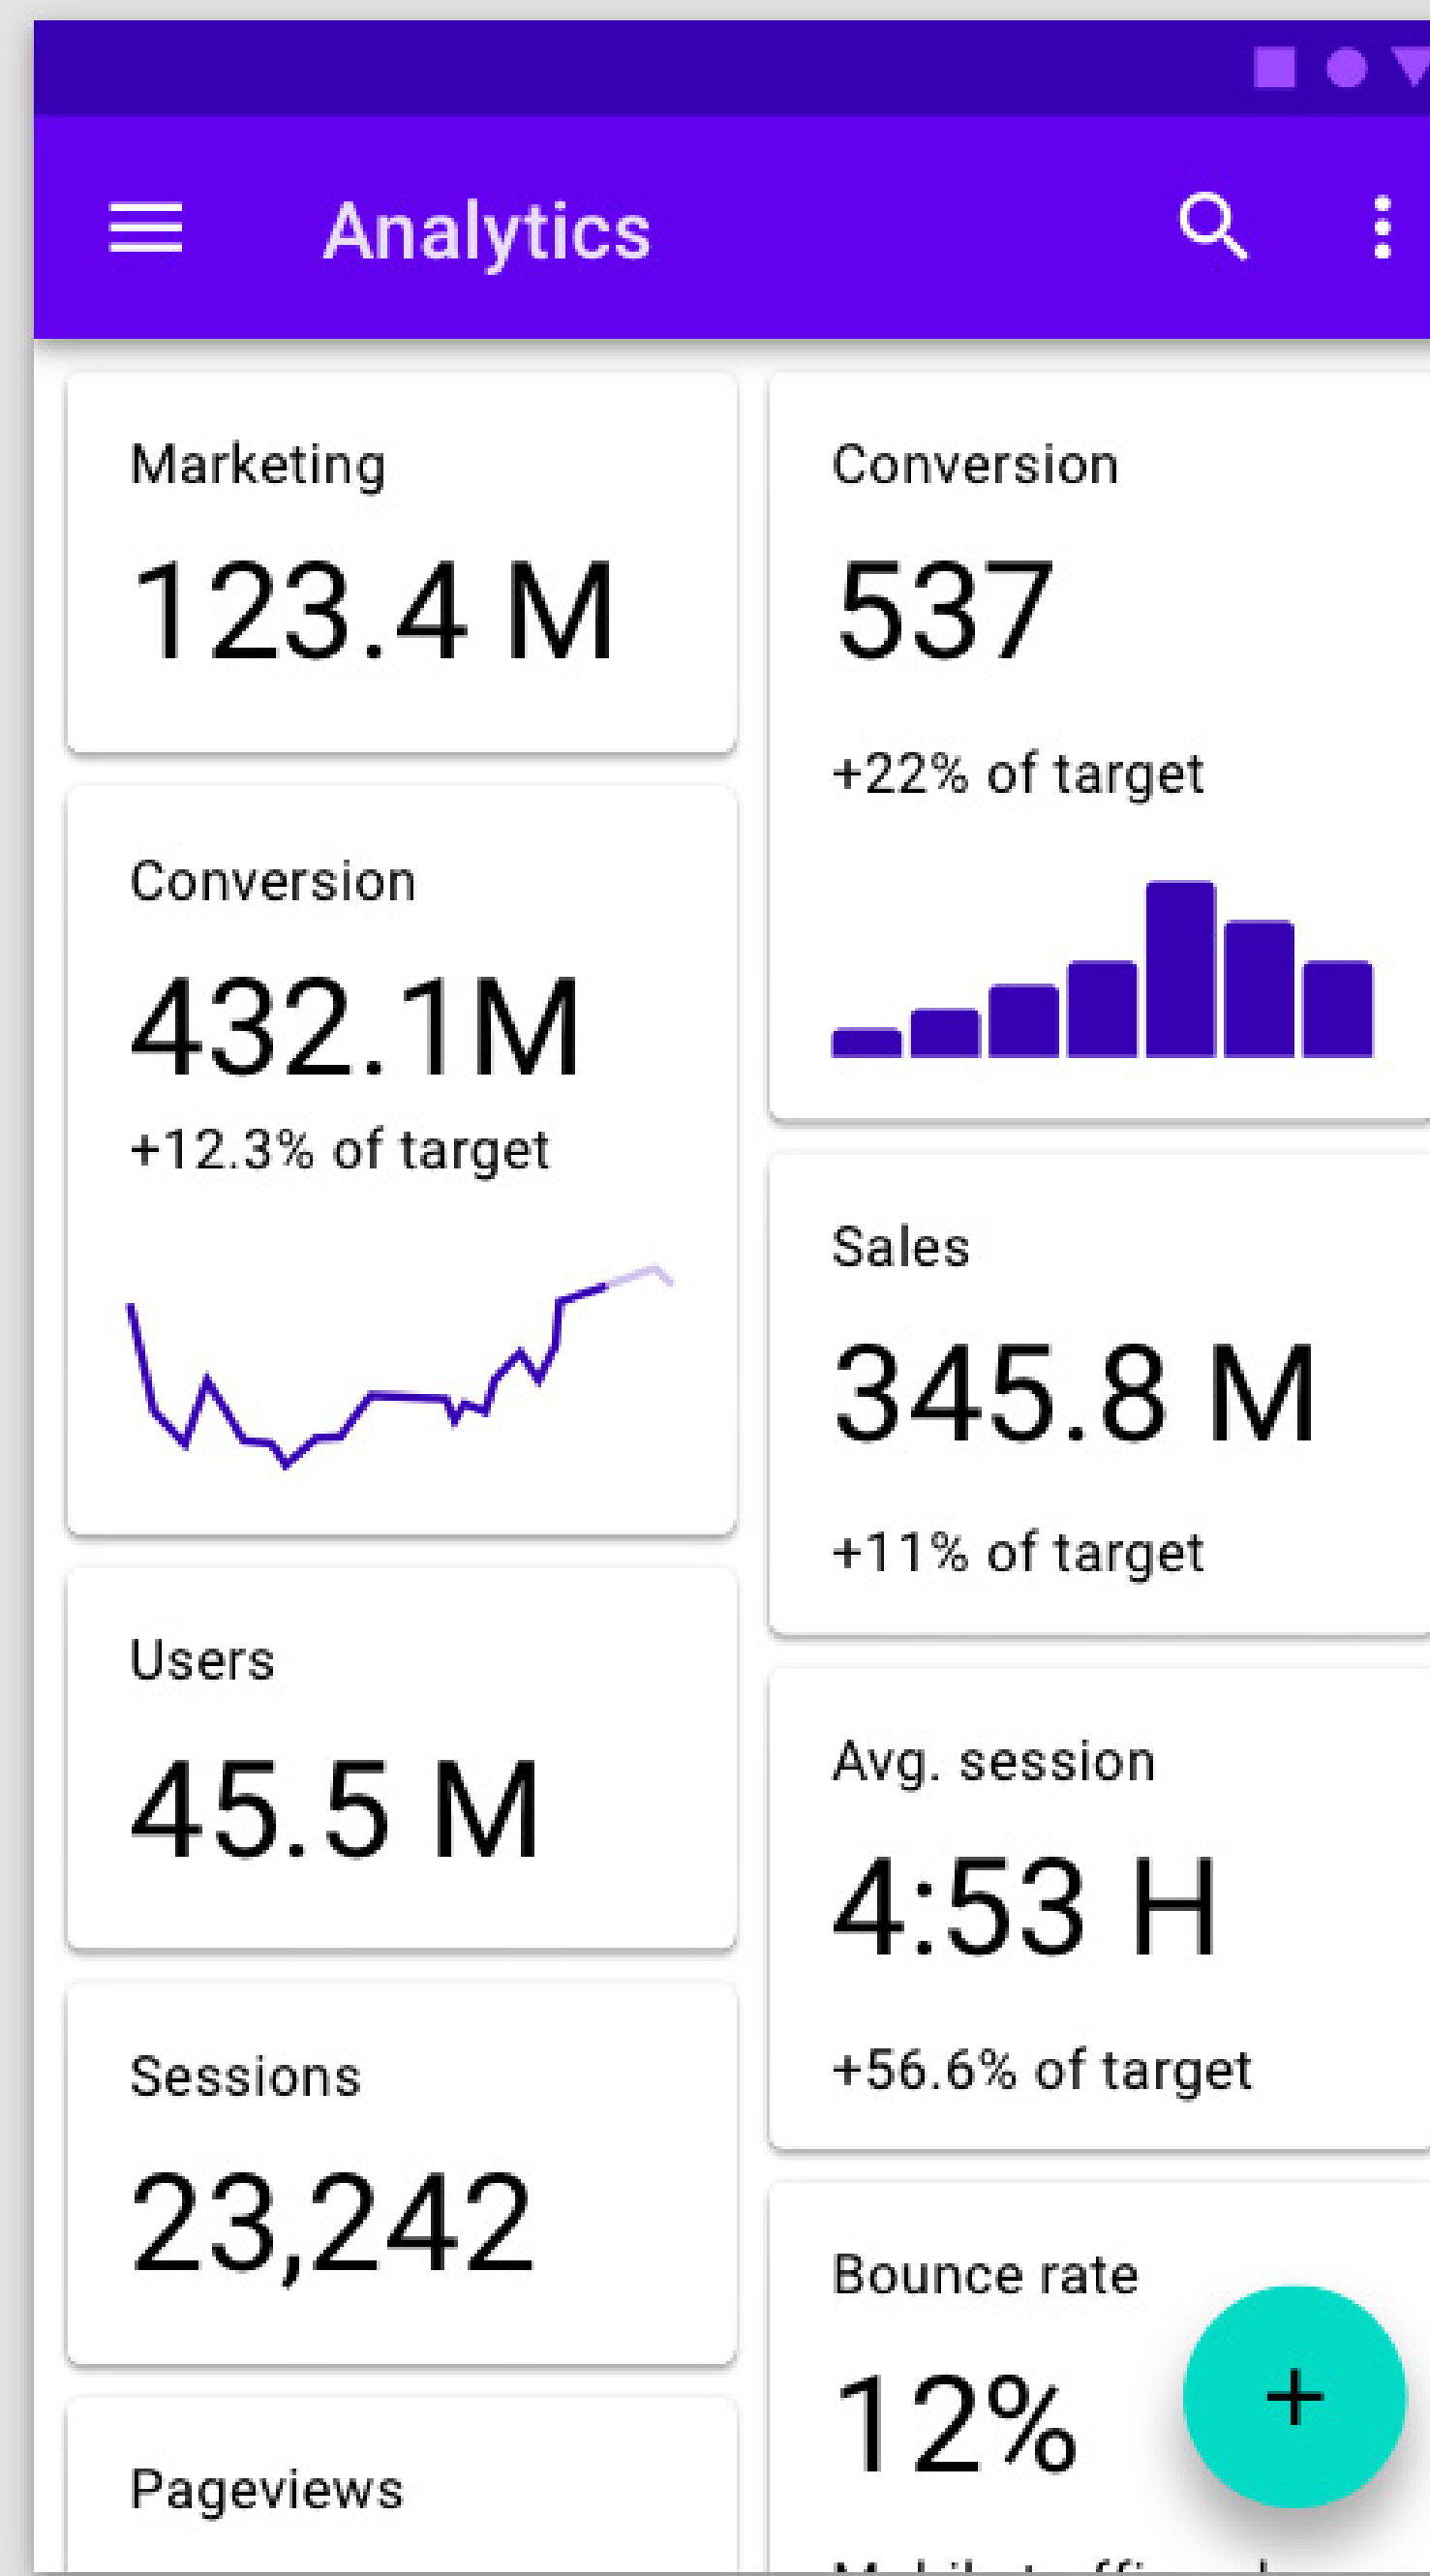 Analytics
Marketing
123.4 M
Conversion
432.1M
+12.3% of target
Users
45.5 M
Sessions
23,242
Pageviews
Conversion
537
+22% of target
Sales
345.8 M
+11% of target
Avg. session
4:53 H
+56.6% of target
Bounce rate
12%